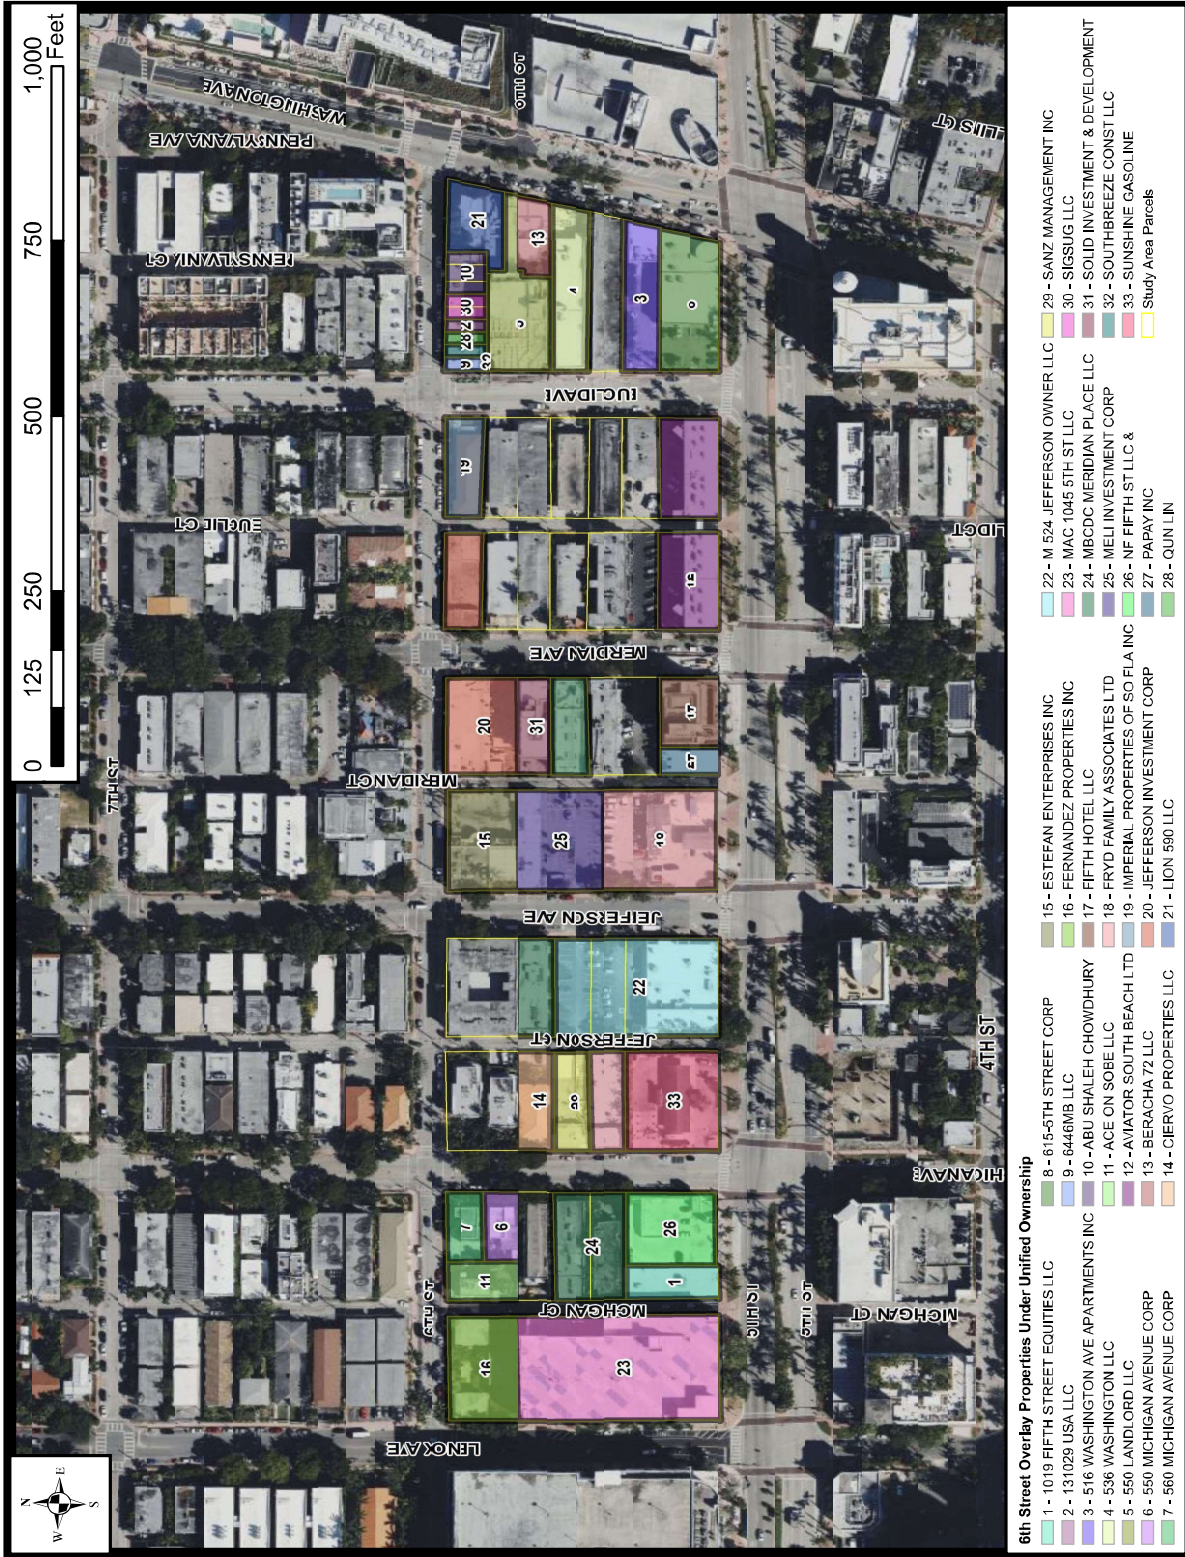 0 125 250 500 750 1,000
Feet
N
W E
S
WASHINGTON AVE
PENNSYLVANIA AVE
7TH ST
MERIDIAN CT
6TH ST
LENOX AVE
JEFFERSON AVE
JEFFERSON CT
MERIDIAN AVE
MICHIGAN CT
5TH ST
5TH ST
MICHIGAN CT
4TH ST
16
23
11
7
6
24
1
26
14
33
22
15
25
20
31
17
15
19
9
28
30
10
21
13
4
3
6th Street Overlay Properties Under Unified Ownership
1 - 1019 FIFTH STREET EQUITIES LLC
2 - 131029 USA LLC
3 - 516 WASHINGTON AVE APARTMENTS INC
4 - 536 WASHINGTON LLC
5 - 550 LANDLORD LLC
6 - 550 MICHIGAN AVENUE CORP
7 - 560 MICHIGAN AVENUE CORP
8 - 615-5TH STREET CORP
9 - 6446MB LLC
10 - ABU SHALEH CHOWDHURY
11 - ACE ON SOBE LLC
12 - AVIATOR SOUTH BEACH LTD
13 - BERACHA 72 LLC
14 - CIERVO PROPERTIES LLC
15 - ESTEFAN ENTERPRISES INC
16 - FERNANDEZ PROPERTIES INC
17 - FIFTH HOTEL LLC
18 - FRYD FAMILY ASSOCIATES LTD
19 - IMPERIAL PROPERTIES OF SO FLA INC
20 - JEFFERSON INVESTMENT CORP
21 - LION 590 LLC
22 - M 524 JEFFERSON OWNER LLC
23 - MAC 1045 5TH ST LLC
24 - MBCDC MERIDIAN PLACE LLC
25 - MELI INVESTMENT CORP
26 - NF FIFTH ST LLC &
27 - PAPAY INC
28 - QUN LIN
29 - SANZ MANAGEMENT INC
30 - SIGSUG LLC
31 - SOLID INVESTMENT & DEVELOPMENT
32 - SOUTHBREEZE CONST LLC
33 - SUNSHINE GASOLINE
Study Area Parcels